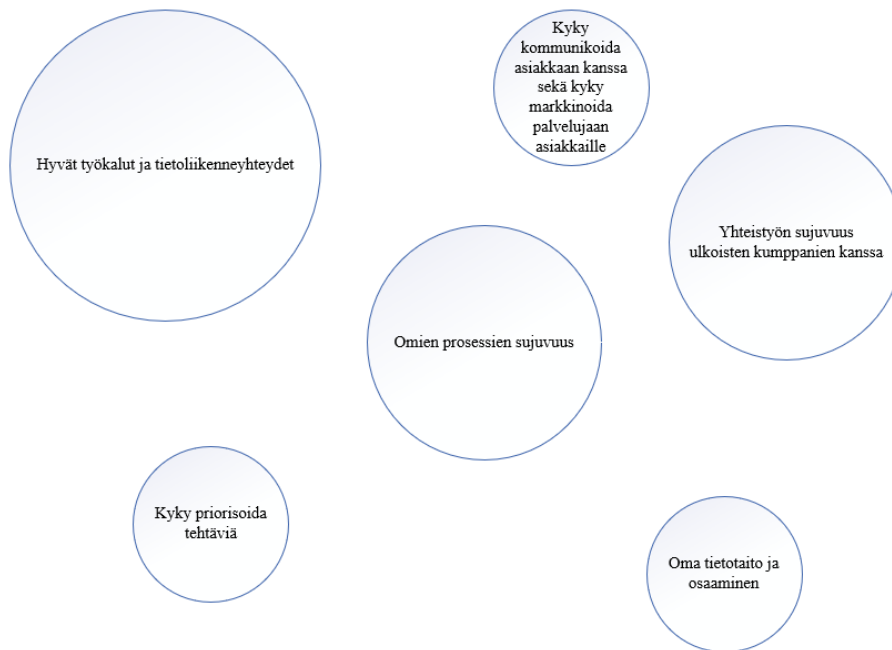 Kyky
kommunikoida
asiakkaan kanssa
sekä kyky
markkinoida
palvelujaan
asiakkaille
Hyvät työkalut ja tietoliikenneyhteydet
Yhteistyön sujuvuus
ulkoisten kumppanien kanssa
Omien prosessien sujuvuus
Kyky priorisoida
tehtäviä
Oma tietotaito ja
osaaminen